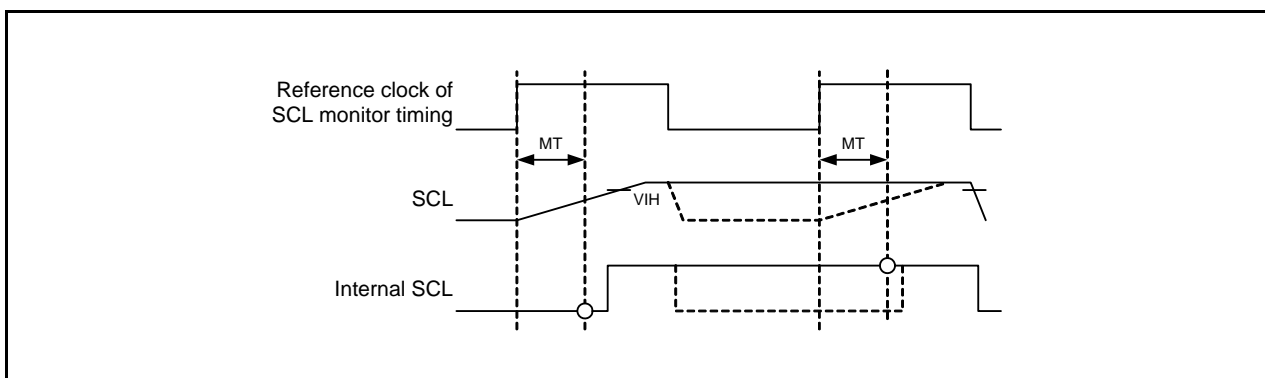 Reference clock of
SCL monitor timing
MT
MT
SCL
VIH
Internal SCL